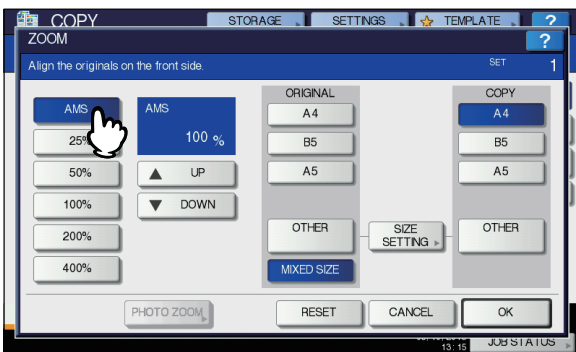 COPY STORAGE SETTINGS TEMPLATE ?
ZOOM ?
Align the originals on the front side. SET 1
ORIGINAL COPY
AMS AMS A4 A4
25% 100 % B5 B5
50% UP A5 A5
100% DOWN
200% OTHER SIZE SETTING OTHER
400% MIXED SIZE
PHOTO ZOOM RESET CANCEL OK
13:15 JOB STATUS